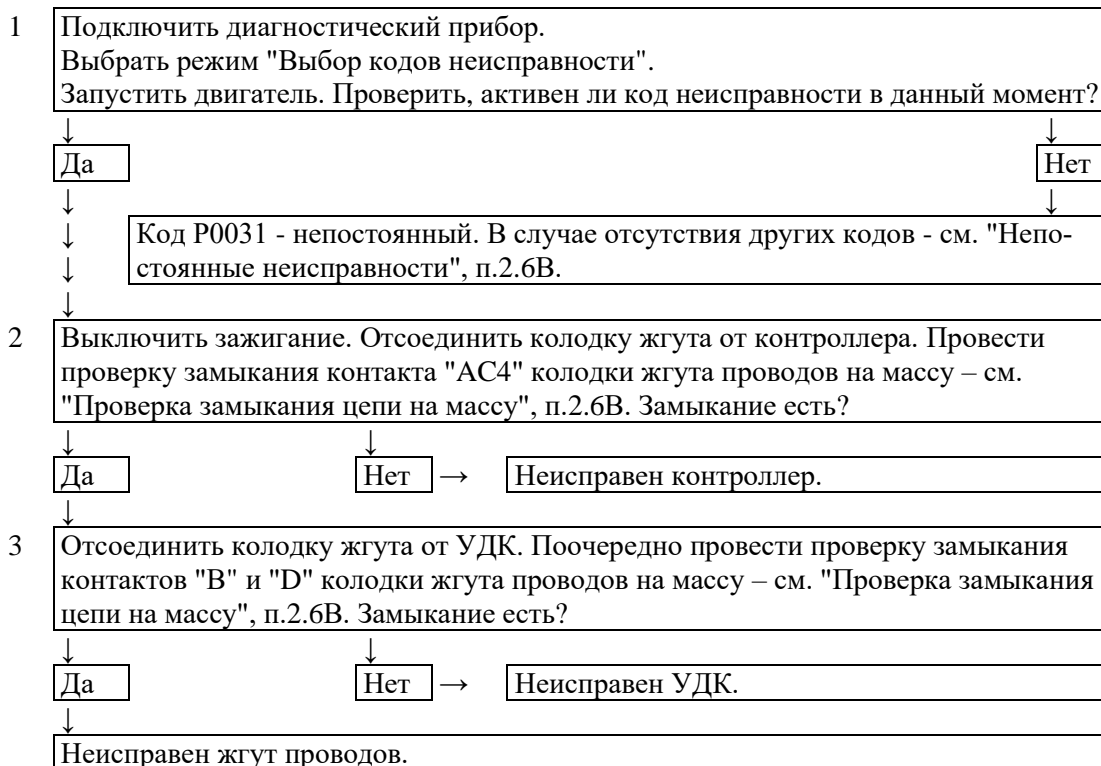 1 Подключить диагностический прибор.
Выбрать режим "Выбор кодов неисправности".
Запустить двигатель. Проверить, активен ли код неисправности в данный момент?
↓ ↓
Да Нет
↓ ↓
↓ Код Р0031 - непостоянный. В случае отсутствия других кодов - см. "Непо-
↓ стоянные неисправности", п.2.6В.
↓
2 Выключить зажигание. Отсоединить колодку жгута от контроллера. Провести
проверку замыкания контакта "АС4" колодки жгута проводов на массу – см.
"Проверка замыкания цепи на массу", п.2.6В. Замыкание есть?
↓ ↓
Да Нет → Неисправен контроллер.
↓
3 Отсоединить колодку жгута от УДК. Поочередно провести проверку замыкания
контактов "В" и "D" колодки жгута проводов на массу – см. "Проверка замыкания
цепи на массу", п.2.6В. Замыкание есть?
↓ ↓
Да Нет → Неисправен УДК.
↓
Неисправен жгут проводов.